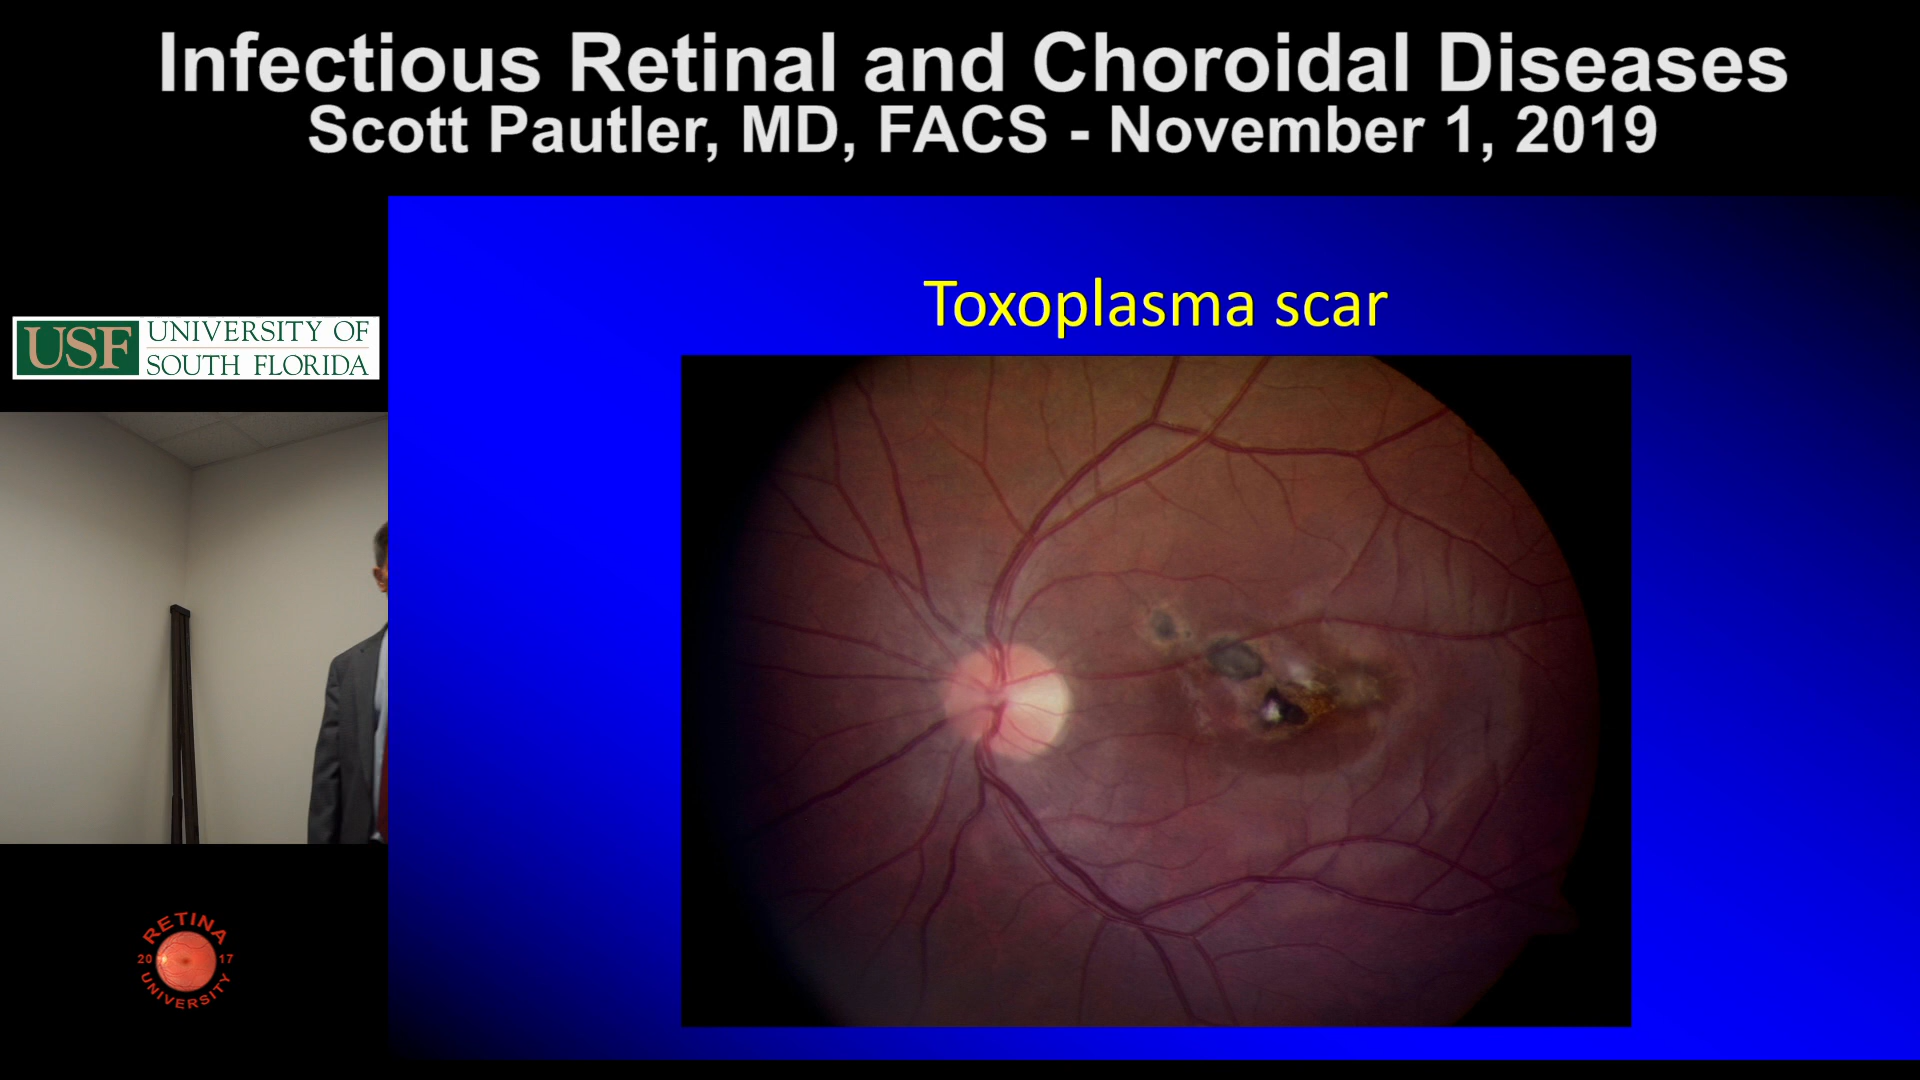 Infectious Retinal and Choroidal Diseases
Scott Pautler, MD, FACS - November 1, 2019
USF UNIVERSITY OF
SOUTH FLORIDA
Toxoplasma scar
RETINA
20 17
UNIVERSITY